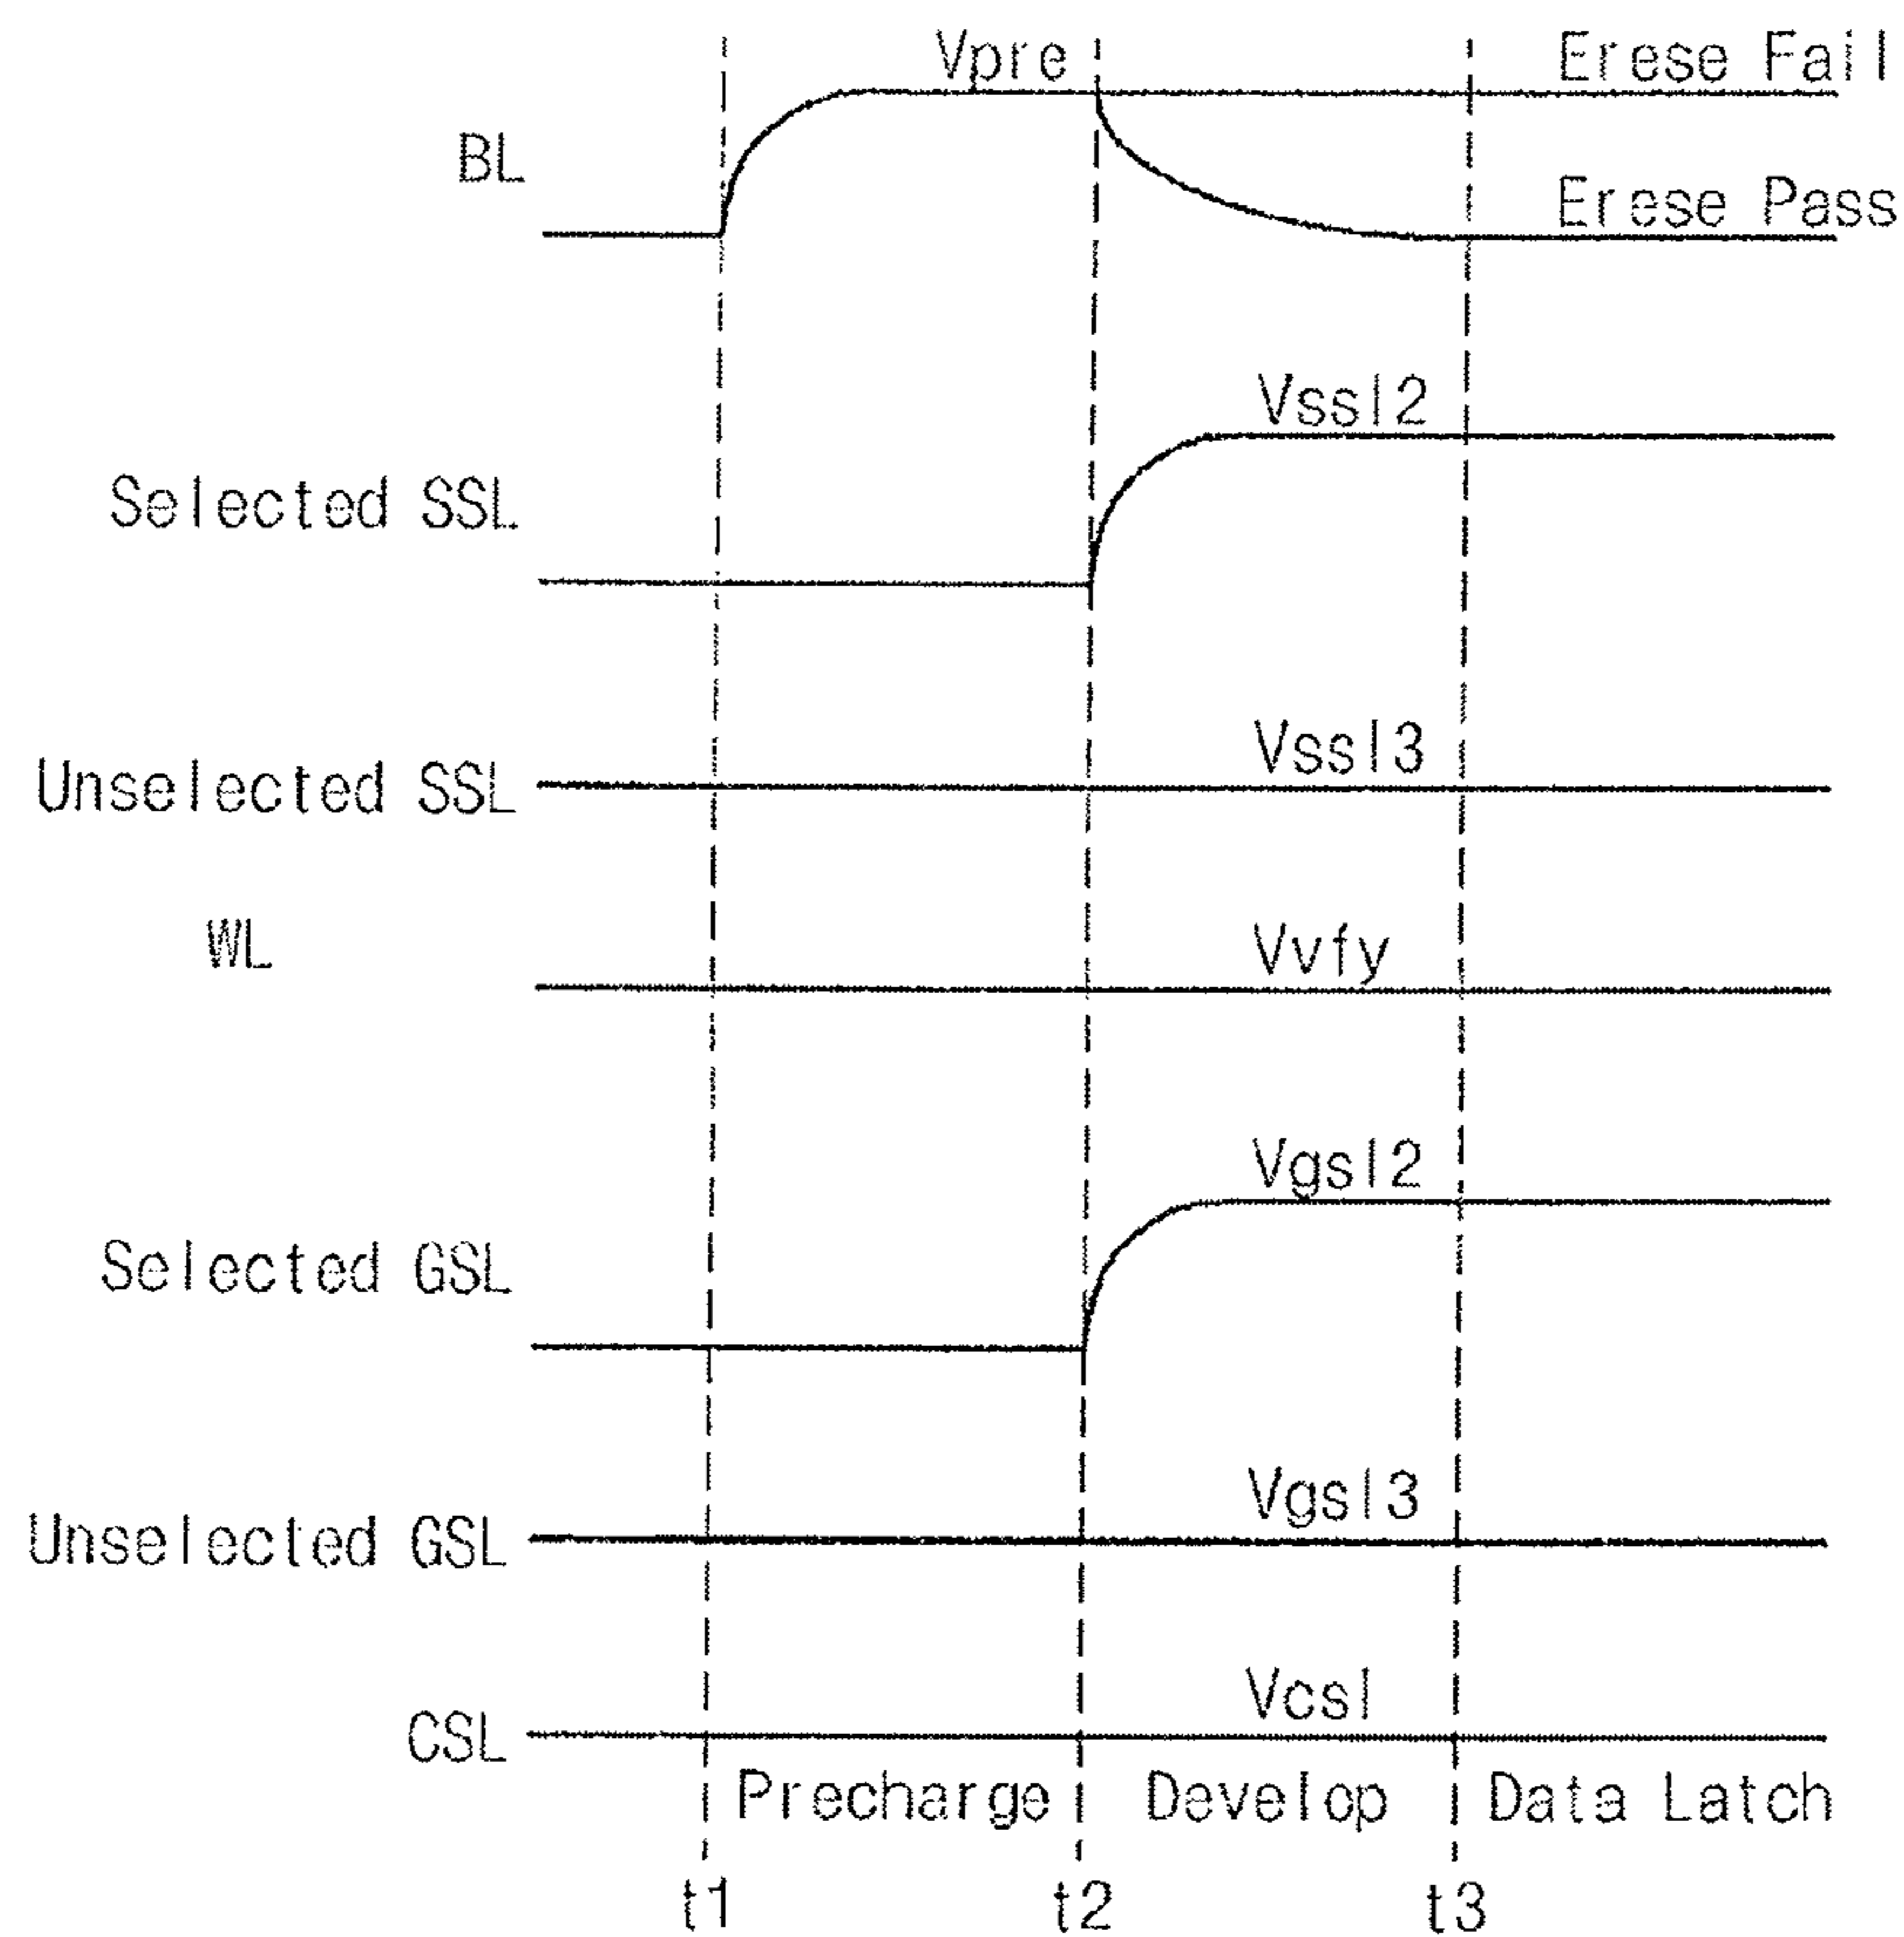 Vpre
Erese Fail
BL
Erese Pass
Vssl2
Selected SSL
Vssl3
Unselected SSL
WL
Vvfy
Vgsl2
Selected GSL
Vgsl3
Unselected GSL
Vcsl
CSL
Precharge
Develop
Data Latch
t1
t2
t3